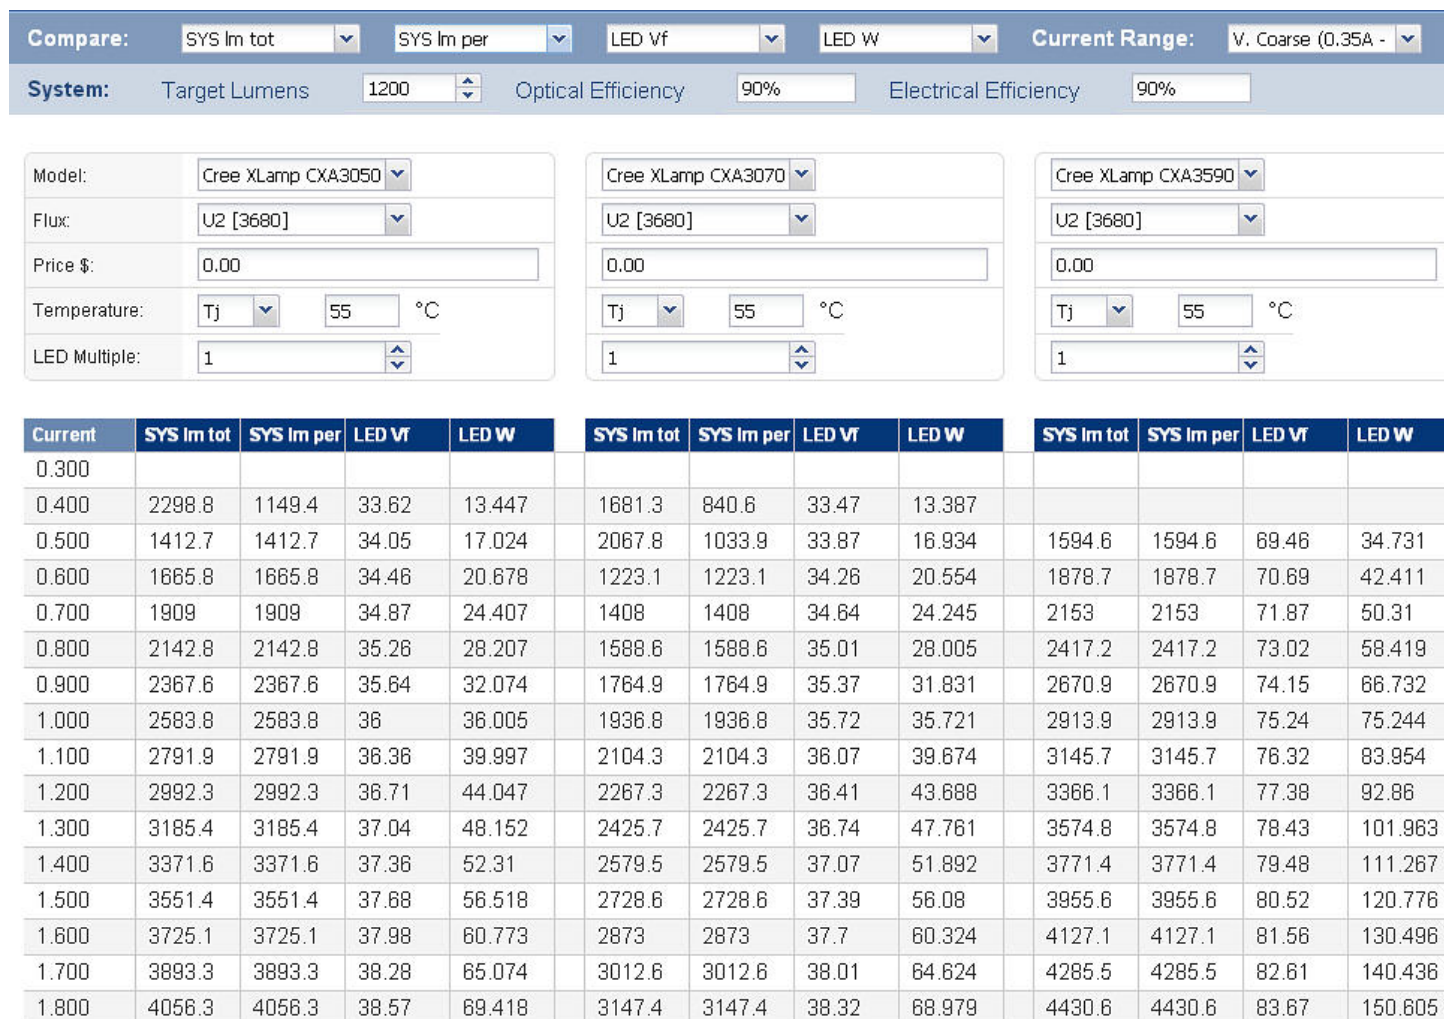 Compare: SYS lm tot SYS lm per LED Vf LED W Current Range: V. Coarse (0.35A -
System: Target Lumens 1200 Optical Efficiency 90% Electrical Efficiency 90%
Model: Cree XLamp CXA3050 Cree XLamp CXA3070 Cree XLamp CXA3590
Flux: U2 [3680] U2 [3680] U2 [3680]
Price $: 0.00 0.00 0.00
Temperature: Tj 55 °C Tj 55 °C Tj 55 °C
LED Multiple: 1 1 1
Current SYS lm tot SYS lm per LED Vf LED W SYS lm tot SYS lm per LED Vf LED W SYS lm tot SYS lm per LED Vf LED W
0.300
0.400 2298.8 1149.4 33.62 13.447 1681.3 840.6 33.47 13.387
0.500 1412.7 1412.7 34.05 17.024 2067.8 1033.9 33.87 16.934 1594.6 1594.6 69.46 34.731
0.600 1665.8 1665.8 34.46 20.678 1223.1 1223.1 34.26 20.554 1878.7 1878.7 70.69 42.411
0.700 1909 1909 34.87 24.407 1408 1408 34.64 24.245 2153 2153 71.87 50.31
0.800 2142.8 2142.8 35.26 28.207 1588.6 1588.6 35.01 28.005 2417.2 2417.2 73.02 58.419
0.900 2367.6 2367.6 35.64 32.074 1764.9 1764.9 35.37 31.831 2670.9 2670.9 74.15 66.732
1.000 2583.8 2583.8 36 36.005 1936.8 1936.8 35.72 35.721 2913.9 2913.9 75.24 75.244
1.100 2791.9 2791.9 36.36 39.997 2104.3 2104.3 36.07 39.674 3145.7 3145.7 76.32 83.954
1.200 2992.3 2992.3 36.71 44.047 2267.3 2267.3 36.41 43.688 3366.1 3366.1 77.38 92.86
1.300 3185.4 3185.4 37.04 48.152 2425.7 2425.7 36.74 47.761 3574.8 3574.8 78.43 101.963
1.400 3371.6 3371.6 37.36 52.31 2579.5 2579.5 37.07 51.892 3771.4 3771.4 79.48 111.267
1.500 3551.4 3551.4 37.68 56.518 2728.6 2728.6 37.39 56.08 3955.6 3955.6 80.52 120.776
1.600 3725.1 3725.1 37.98 60.773 2873 2873 37.7 60.324 4127.1 4127.1 81.56 130.496
1.700 3893.3 3893.3 38.28 65.074 3012.6 3012.6 38.01 64.624 4285.5 4285.5 82.61 140.436
1.800 4056.3 4056.3 38.57 69.418 3147.4 3147.4 38.32 68.979 4430.6 4430.6 83.67 150.605